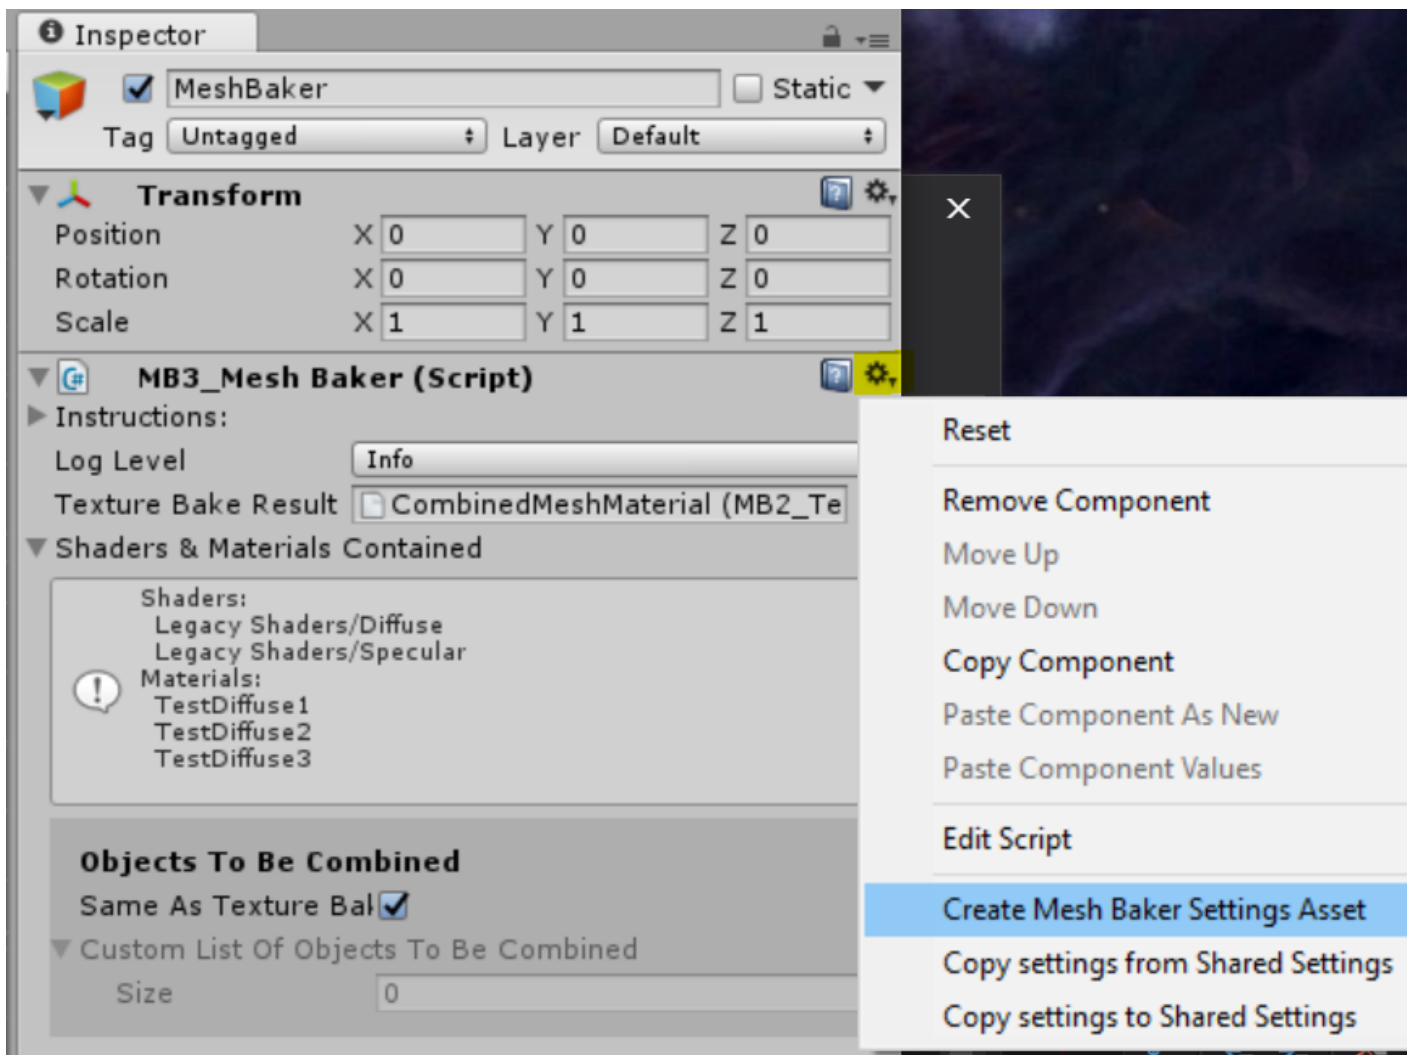 Inspector
MeshBaker
Static
Tag Untagged Layer Default
Transform
Position X 0 Y 0 Z 0
Rotation X 0 Y 0 Z 0
Scale X 1 Y 1 Z 1
MB3_Mesh Baker (Script)
Instructions:
Log Level Info
Texture Bake Result CombinedMeshMaterial (MB2_Te
Shaders & Materials Contained
Shaders:
Legacy Shaders/Diffuse
Legacy Shaders/Specular
Materials:
TestDiffuse1
TestDiffuse2
TestDiffuse3
Objects To Be Combined
Same As Texture Bak
Custom List Of Objects To Be Combined
Size 0
Reset
Remove Component
Move Up
Move Down
Copy Component
Paste Component As New
Paste Component Values
Edit Script
Create Mesh Baker Settings Asset
Copy settings from Shared Settings
Copy settings to Shared Settings